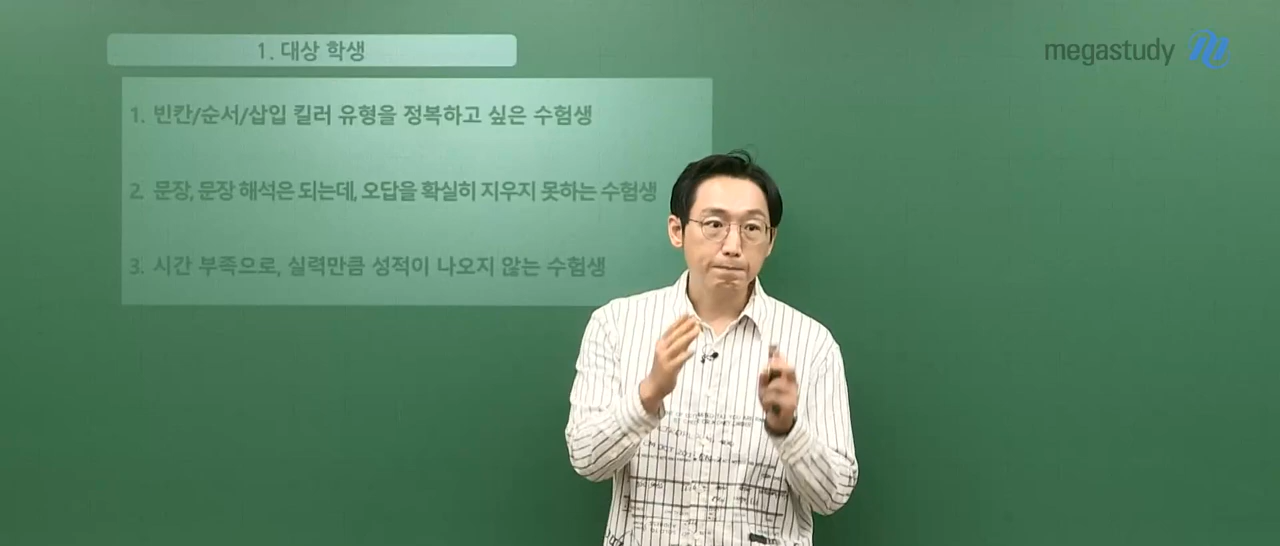 1. 대상 학생
megastudy
1. 빈칸/순서/삽입 킬러 유형을 정복하고 싶은 수험생
2. 문장, 문장 해석은 되는데, 오답을 확실히 지우지 못하는 수험생
3. 시간 부족으로, 실력만큼 성적이 나오지 않는 수험생